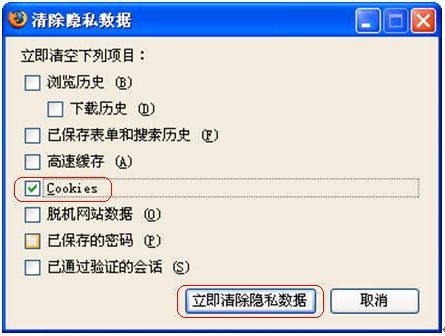 清除隐私数据
立即清空下列项目：
浏览历史 (B)
下载历史 (D)
已保存表单和搜索历史 (F)
高速缓存 (A)
Cookies
脱机网站数据 (O)
已保存的密码 (P)
已通过验证的会话 (S)
立即清除隐私数据 取消